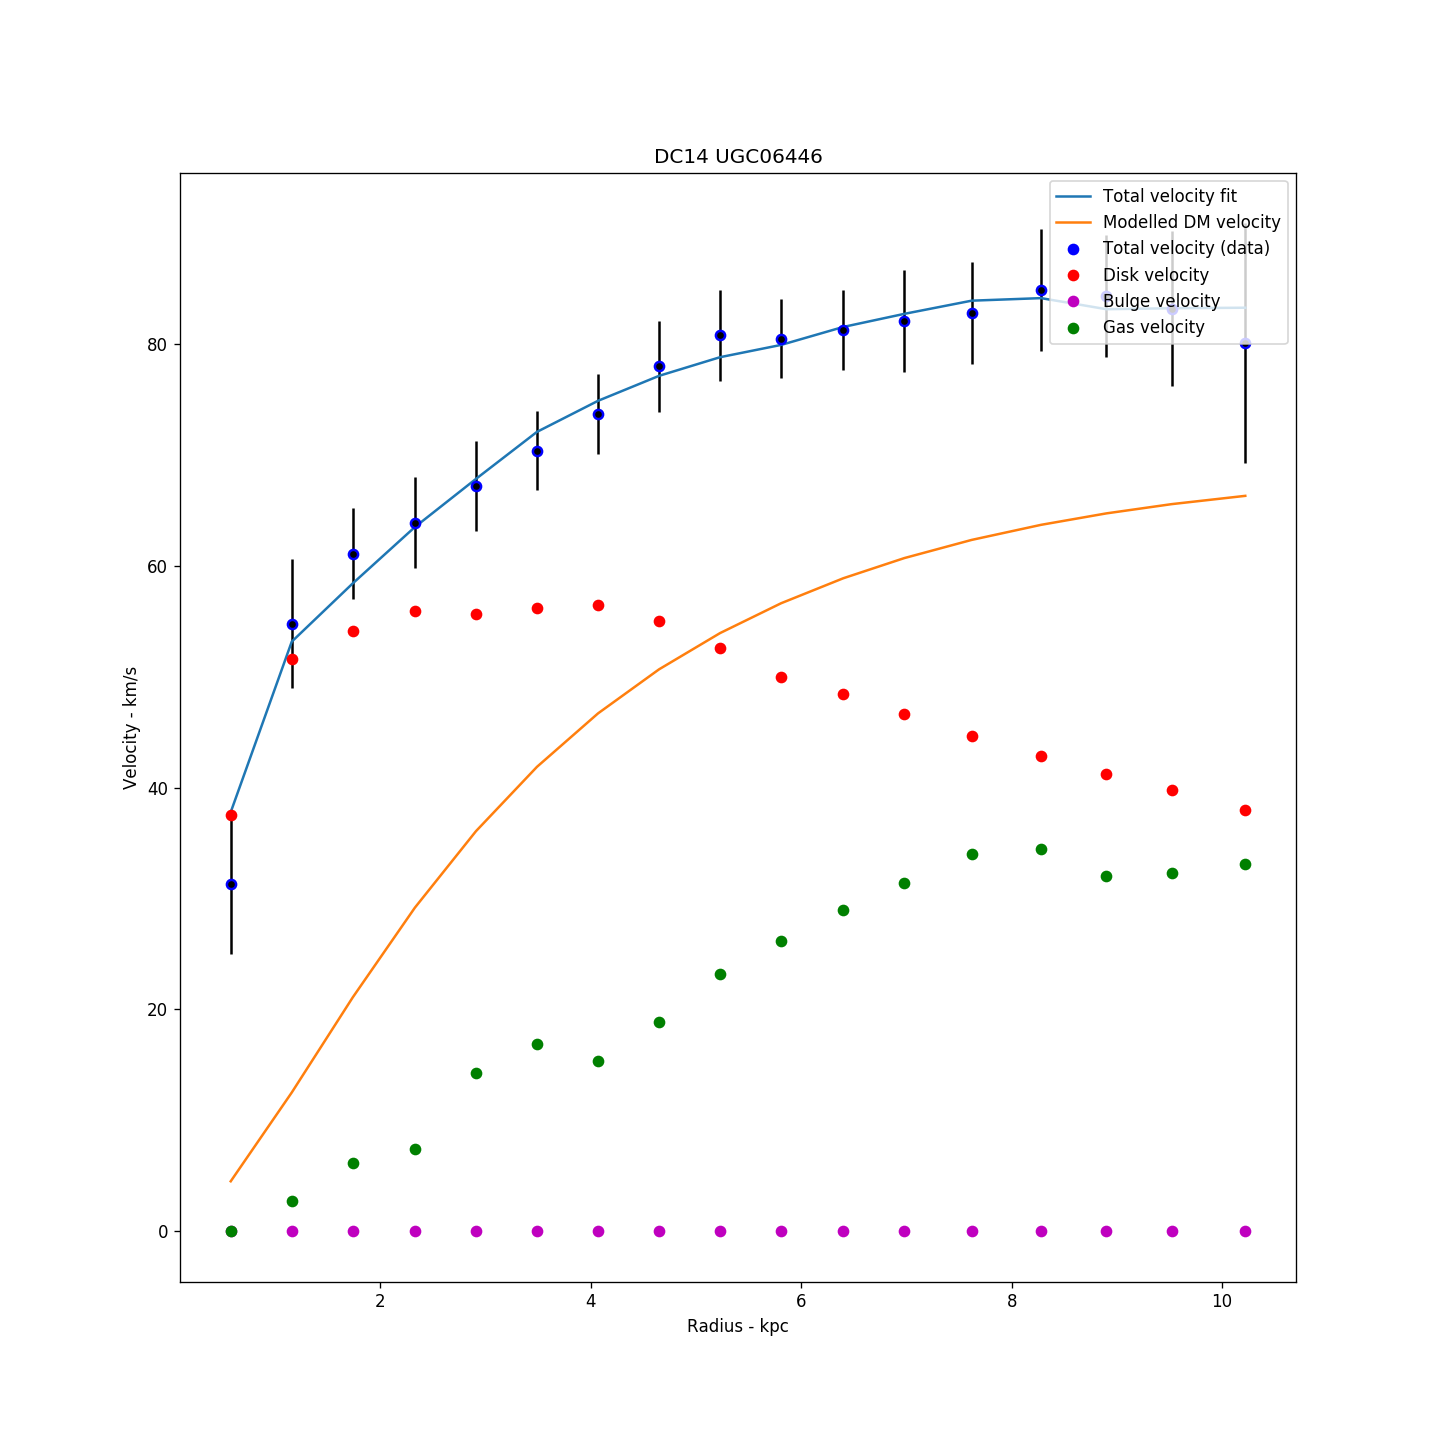 DC14 UGC06446
Total velocity fit
Modelled DM velocity
Total velocity (data)
Disk velocity
Bulge velocity
Gas velocity
80
60
40
20
0
Velocity - km/s
2 4 6 8 10
Radius - kpc